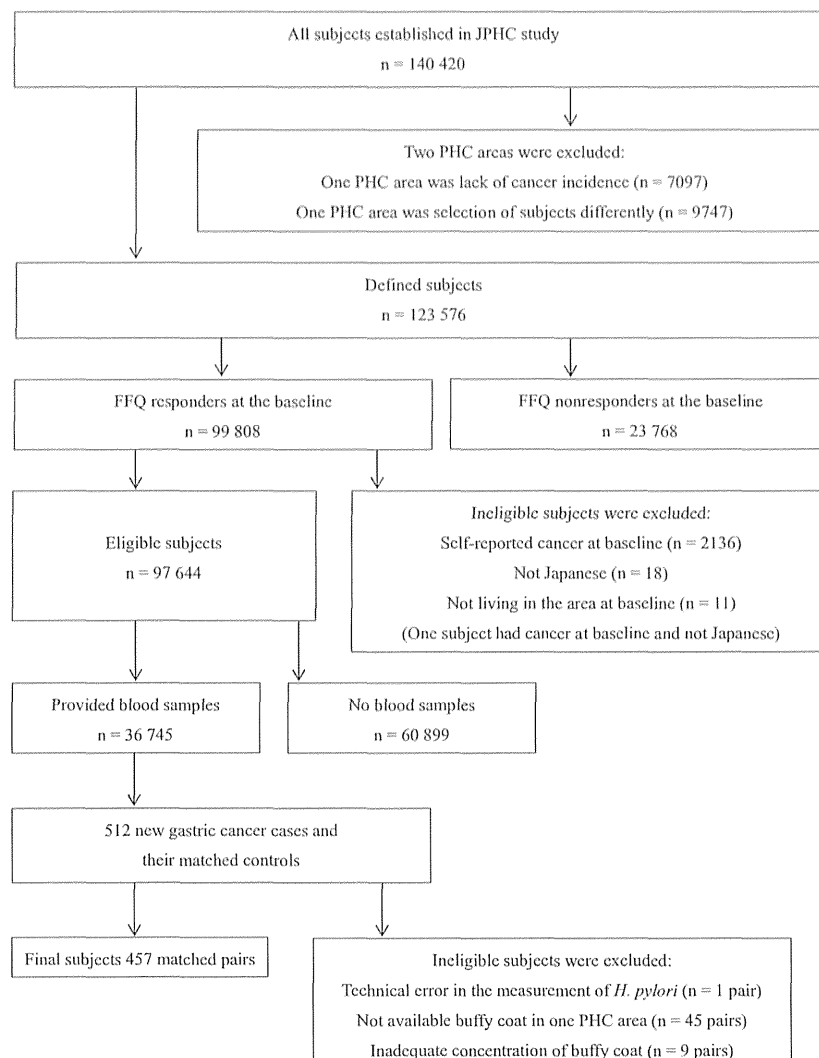 All subjects established in JPHC study
n = 140 420
Two PHC areas were excluded:
One PHC area was lack of cancer incidence (n = 7097)
One PHC area was selection of subjects differently (n = 9747)
Defined subjects
n = 123 576
FFQ responders at the baseline
n = 99 808
FFQ nonresponders at the baseline
n = 23 768
Eligible subjects
n = 97 644
Ineligible subjects were excluded:
Self-reported cancer at baseline (n = 2136)
Not Japanese (n = 18)
Not living in the area at baseline (n = 11)
(One subject had cancer at baseline and not Japanese)
Provided blood samples
n = 36 745
No blood samples
n = 60 899
512 new gastric cancer cases and
their matched controls
Final subjects 457 matched pairs
Ineligible subjects were excluded:
Technical error in the measurement of H. pylori (n = 1 pair)
Not available buffy coat in one PHC area (n = 45 pairs)
Inadequate concentration of buffy coat (n = 9 pairs)